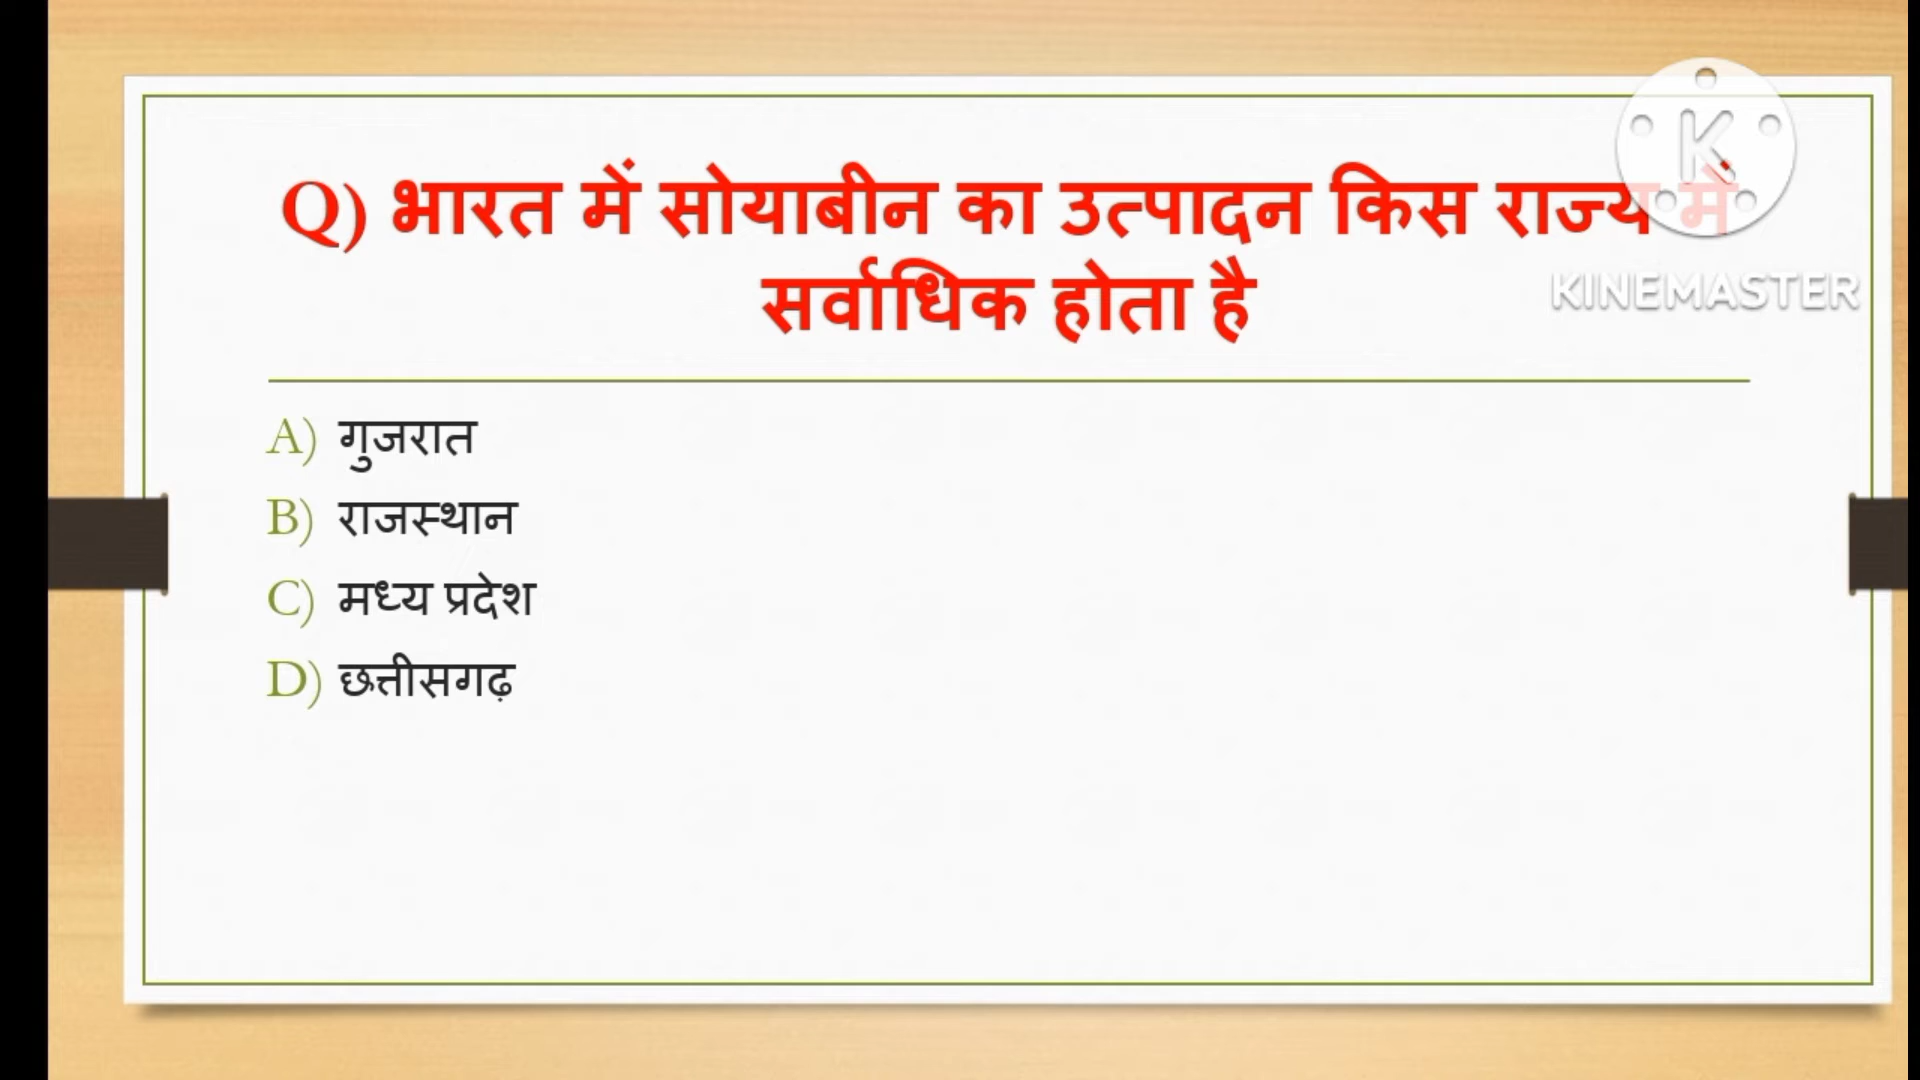 Q) भारत में सोयाबीन का उत्पादन किस राज्य में
सर्वाधिक होता है
K
KINEMASTER
A) गुजरात
B) राजस्थान
C) मध्य प्रदेश
D) छत्तीसगढ़